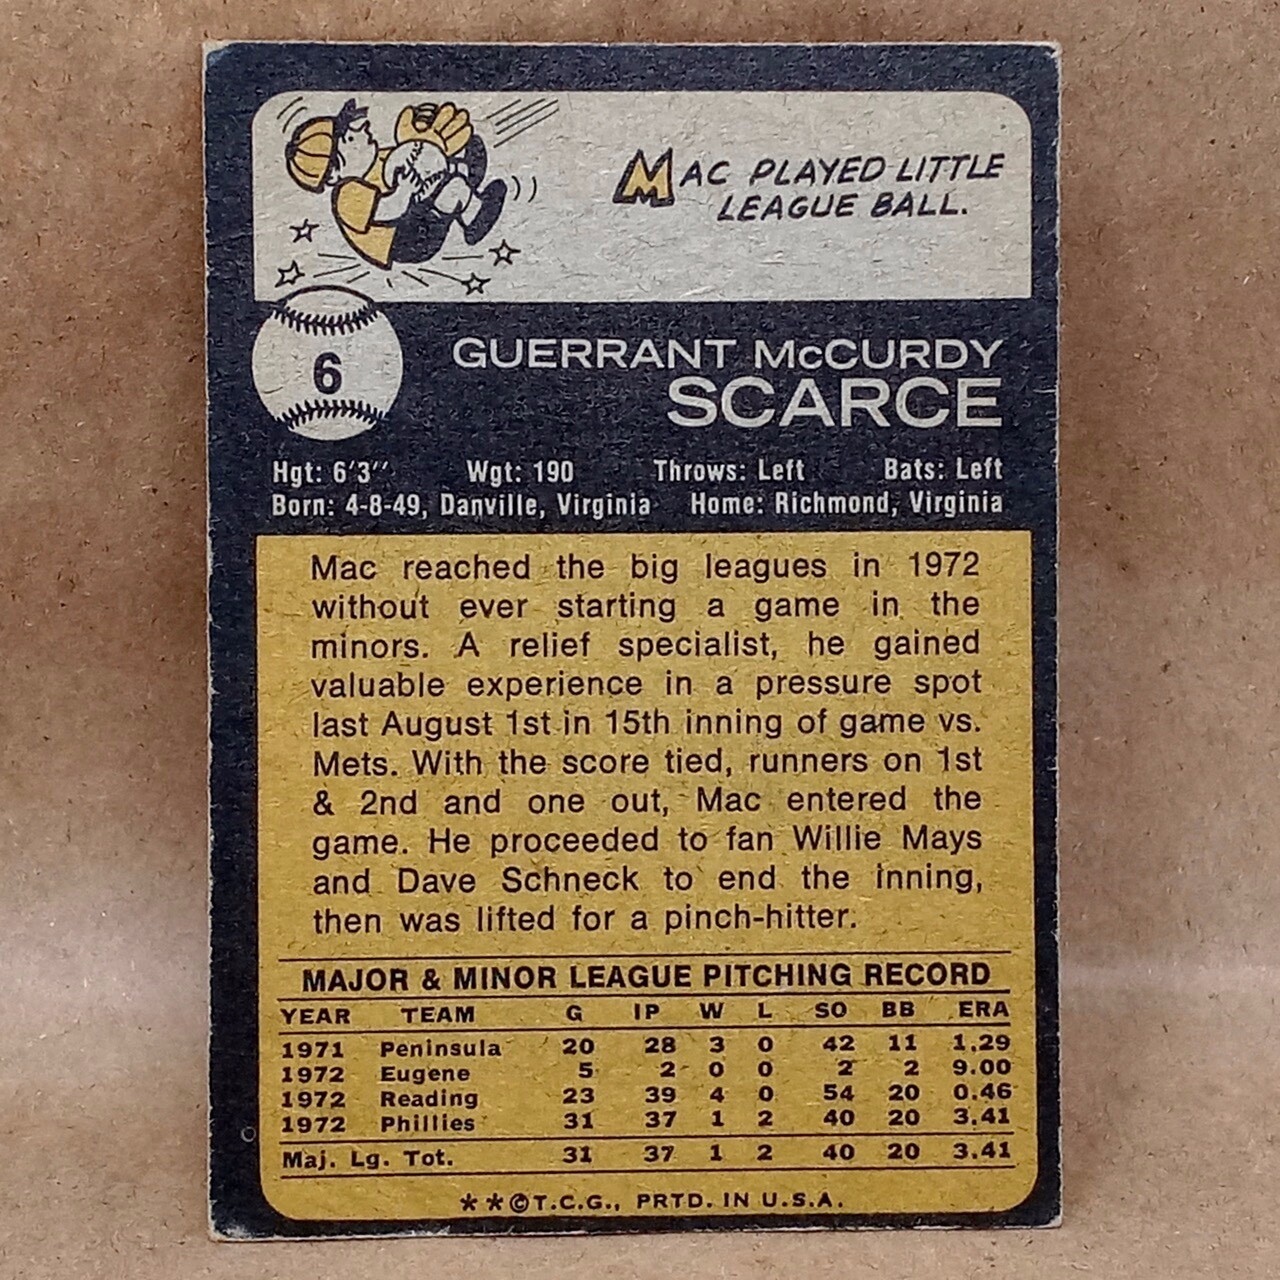 MAC PLAYED LITTLE
LEAGUE BALL.
6
GUERRANT McCURDY
SCARCE
Hgt: 6'3" Wgt: 190 Throws: Left Bats: Left
Born: 4-8-49, Danville, Virginia Home: Richmond, Virginia
Mac reached the big leagues in 1972
without ever starting a game in the
minors. A relief specialist, he gained
valuable experience in a pressure spot
last August 1st in 15th inning of game vs.
Mets. With the score tied, runners on 1st
& 2nd and one out, Mac entered the
game. He proceeded to fan Willie Mays
and Dave Schneck to end the inning,
then was lifted for a pinch-hitter.
MAJOR & MINOR LEAGUE PITCHING RECORD
YEAR TEAM G IP W L SO BB ERA
1971 Peninsula 20 28 3 0 42 11 1.29
1972 Eugene 5 2 0 0 2 2 9.00
1972 Reading 23 39 4 0 54 20 0.46
1972 Phillies 31 37 1 2 40 20 3.41
Maj. Lg. Tot. 31 37 1 2 40 20 3.41
**©T.C.G., PRTD. IN U.S.A.